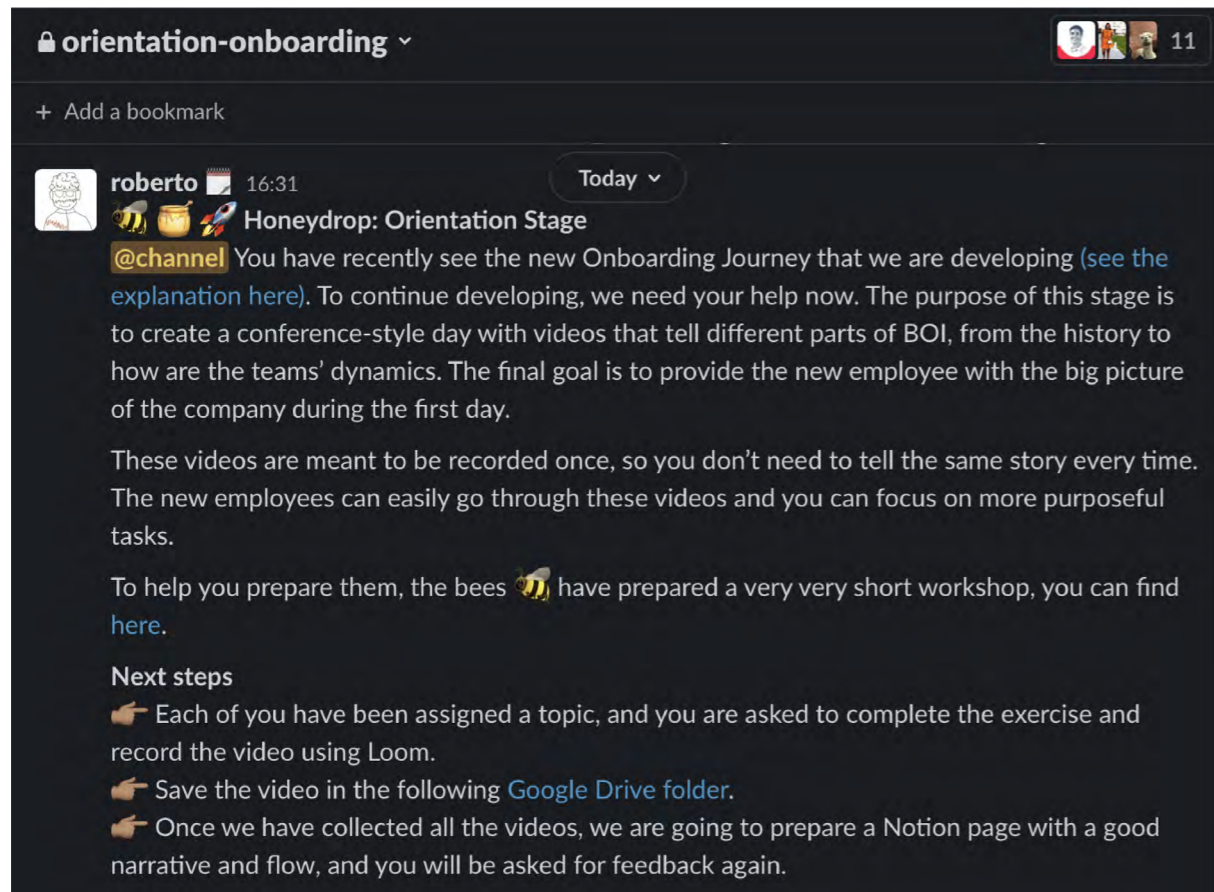 orientation-onboarding
11
+ Add a bookmark
roberto 16:31
Today
🐝 🍯 🚀 Honeydrop: Orientation Stage
@channel You have recently see the new Onboarding Journey that we are developing (see the
explanation here). To continue developing, we need your help now. The purpose of this stage is
to create a conference-style day with videos that tell different parts of BOI, from the history to
how are the teams' dynamics. The final goal is to provide the new employee with the big picture
of the company during the first day.
These videos are meant to be recorded once, so you don't need to tell the same story every time.
The new employees can easily go through these videos and you can focus on more purposeful
tasks.
To help you prepare them, the bees 🐝 have prepared a very very short workshop, you can find
here.
Next steps
👉🏽 Each of you have been assigned a topic, and you are asked to complete the exercise and
record the video using Loom.
👉🏽 Save the video in the following Google Drive folder.
👉🏽 Once we have collected all the videos, we are going to prepare a Notion page with a good
narrative and flow, and you will be asked for feedback again.